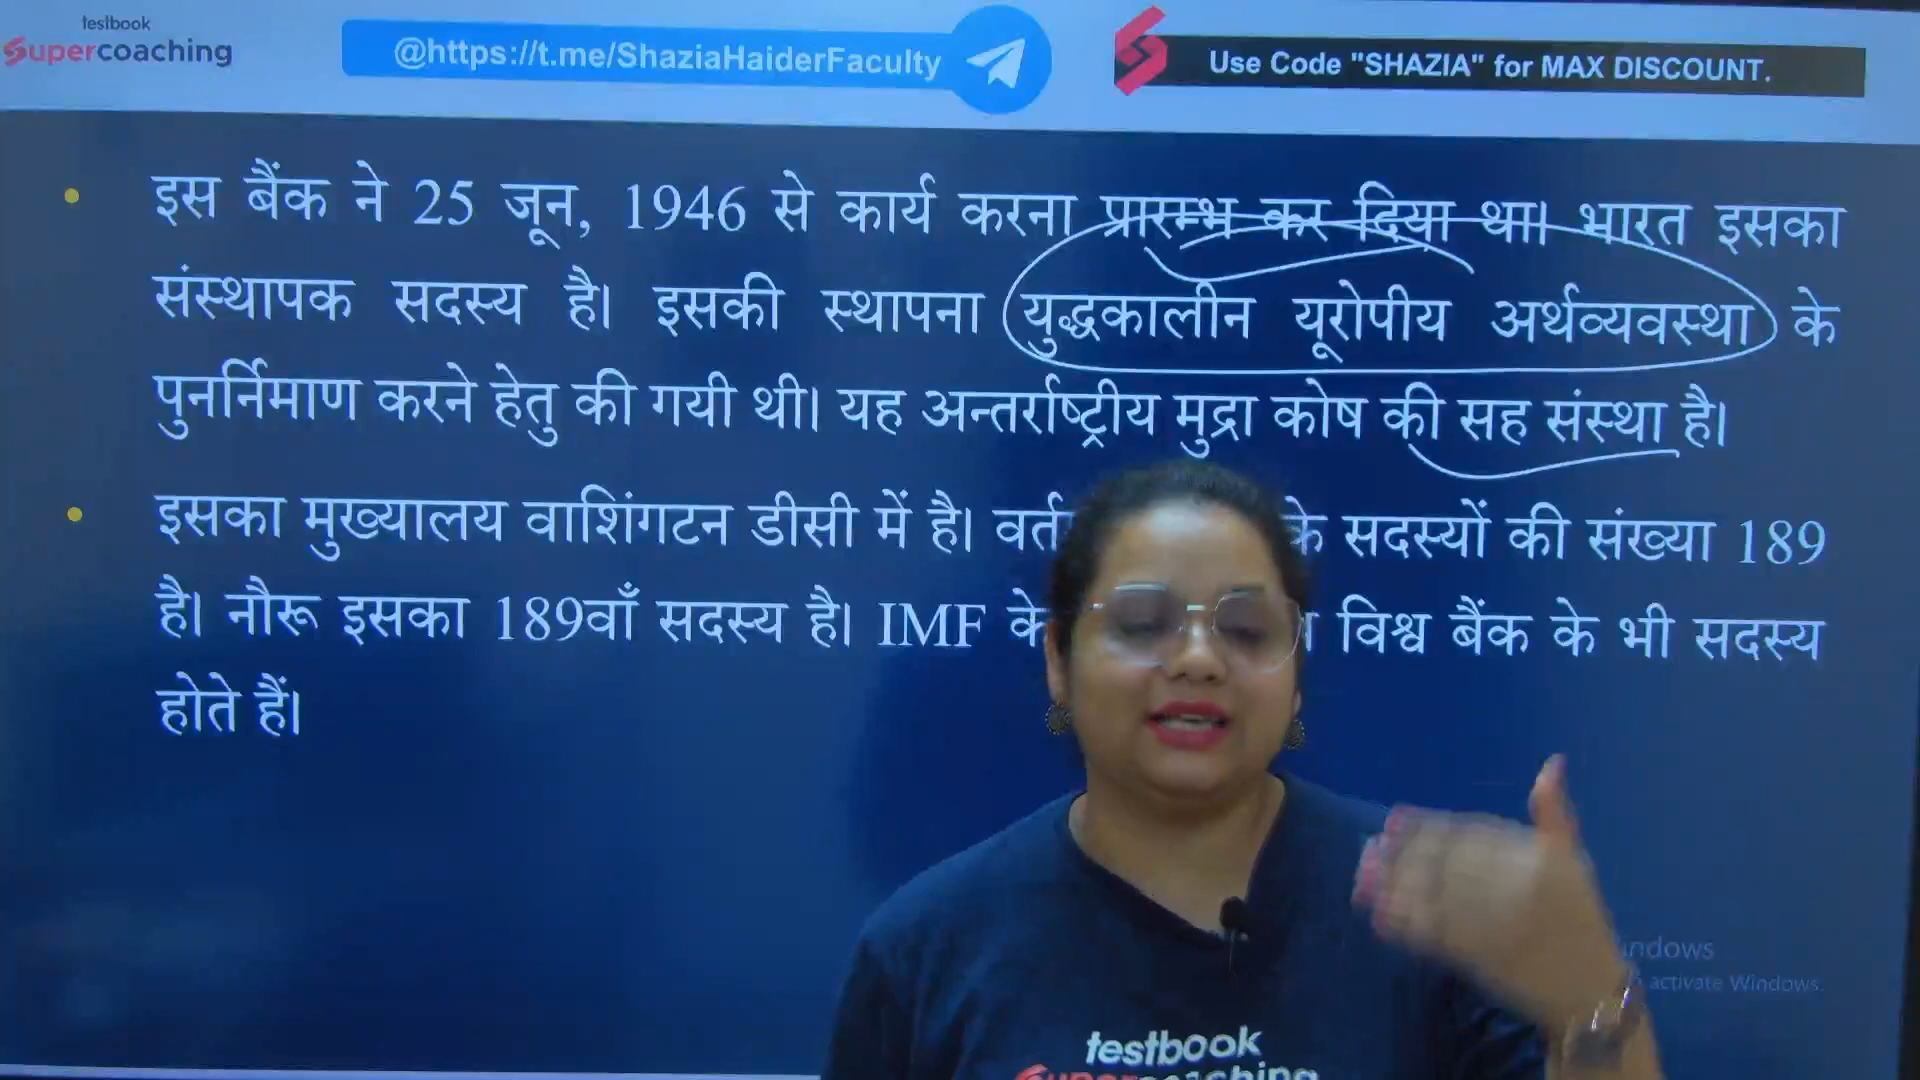 testbook
Supercoaching
@https://t.me/ShaziaHaiderFaculty
Use Code "SHAZIA" for MAX DISCOUNT.
इस बैंक ने 25 जून, 1946 से कार्य करना प्रारम्भ कर दिया था। भारत इसका
संस्थापक सदस्य है। इसकी स्थापना युद्धकालीन यूरोपीय अर्थव्यवस्था के
पुनर्निमाण करने हेतु की गयी थी। यह अन्तर्राष्ट्रीय मुद्रा कोष की सह संस्था है।
इसका मुख्यालय वाशिंगटन डीसी में है। के सदस्यों की संख्या 189
है। नौरू इसका 189वाँ सदस्य है। IMF के विश्व बैंक के भी सदस्य
होते हैं।
activate Windows.
testbook